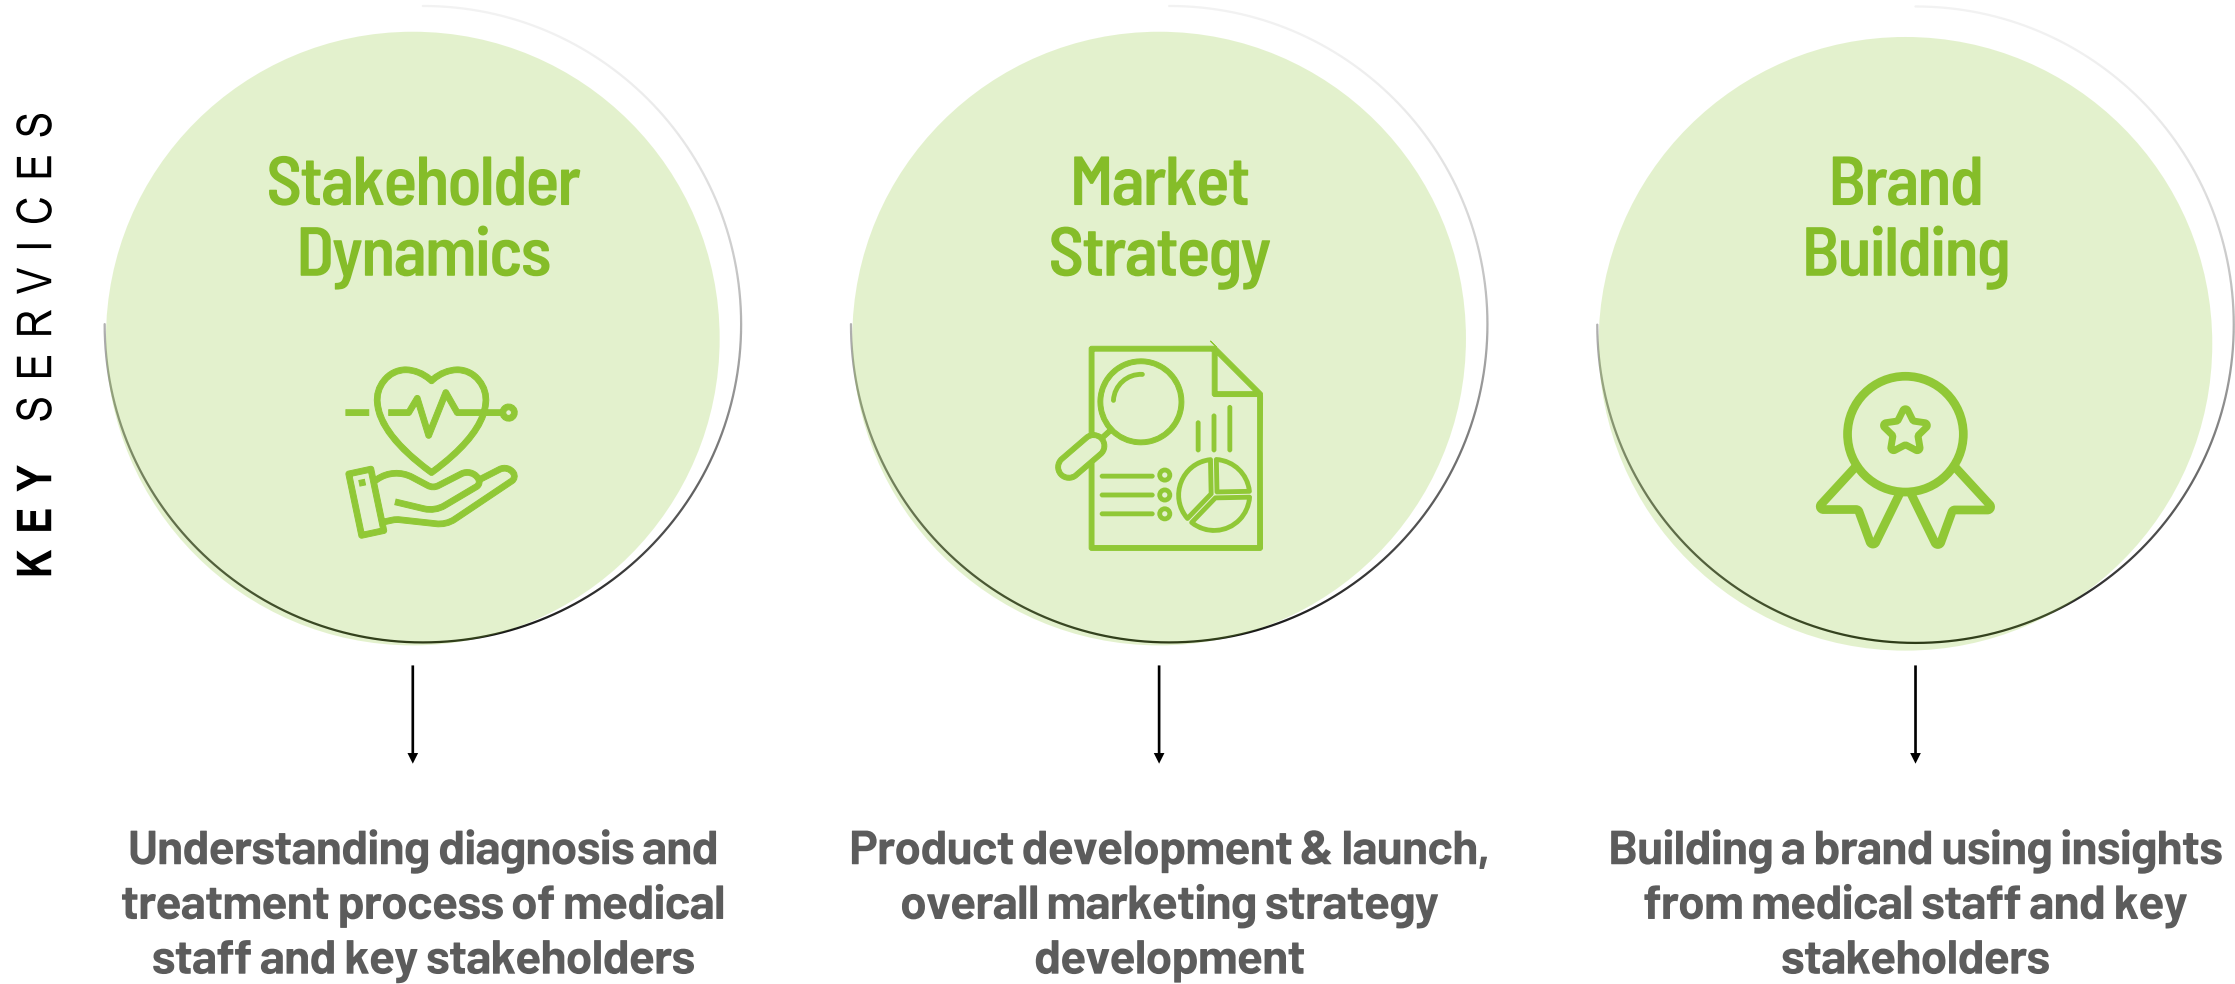 KEY SERVICES
Stakeholder
Dynamics
Understanding diagnosis and
treatment process of medical
staff and key stakeholders
Market
Strategy
Product development & launch,
overall marketing strategy
development
Brand
Building
Building a brand using insights
from medical staff and key
stakeholders